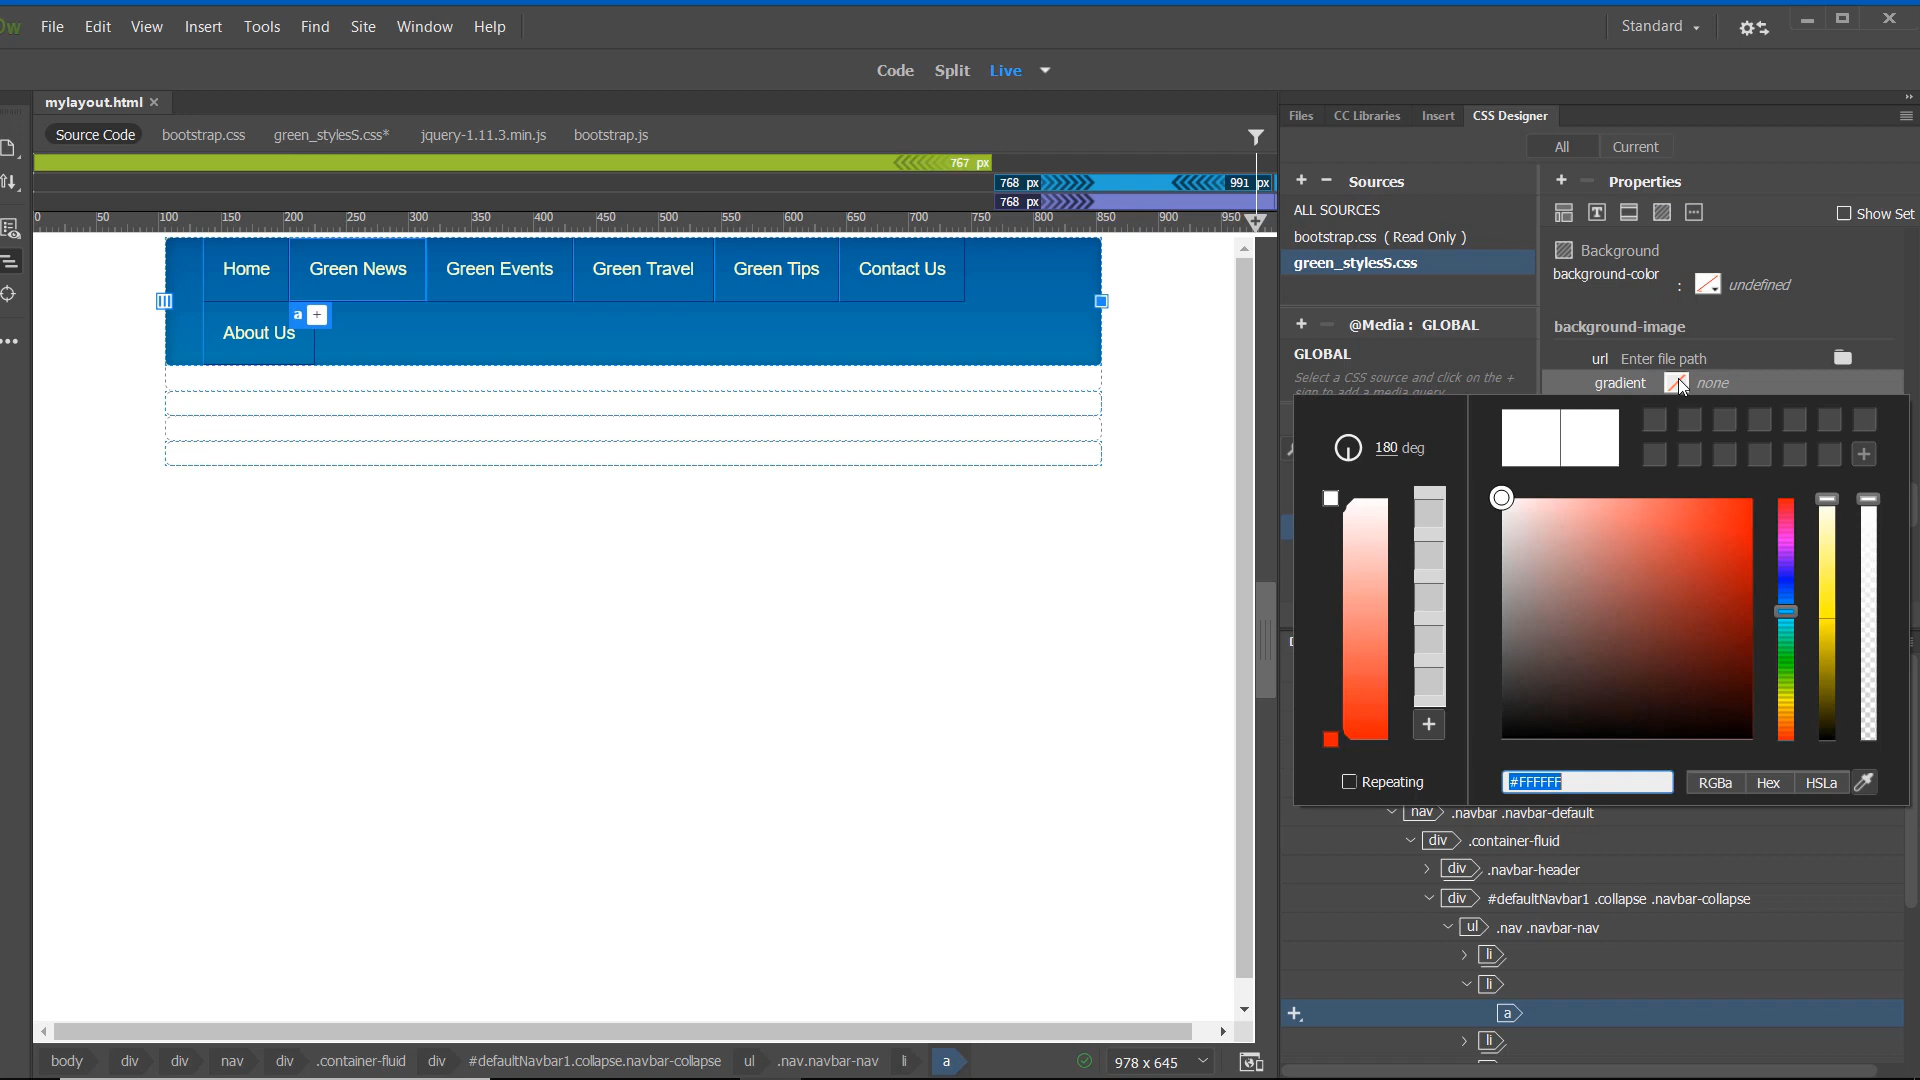 Dw File Edit View Insert Tools Find Site Window Help Standard
Code Split Live
mylayout.html ×
Source Code bootstrap.css green_stylesS.css* jquery-1.11.3.min.js bootstrap.js
767 px
768 px 991 px
768 px
0 50 100 150 200 250 300 350 400 450 500 550 600 650 700 750 800 850 900 950
Home Green News Green Events Green Travel Green Tips Contact Us
a +
About Us
Files CC Libraries Insert CSS Designer
All Current
+ − Sources
ALL SOURCES
bootstrap.css ( Read Only )
green_stylesS.css
+ @Media : GLOBAL
GLOBAL
Select a CSS source and click on the +
sign to add a media query.
+ Properties
Show Set
Background
background-color
: undefined
background-image
url Enter file path
gradient none
180 deg
+
+
Repeating
#FFFFFF RGBa Hex HSLa
nav .navbar .navbar-default
div .container-fluid
div .navbar-header
div #defaultNavbar1 .collapse .navbar-collapse
ul .nav .navbar-nav
li
li
+ a
li
body div div nav div .container-fluid div #defaultNavbar1.collapse.navbar-collapse ul .nav.navbar-nav li a 978 x 645